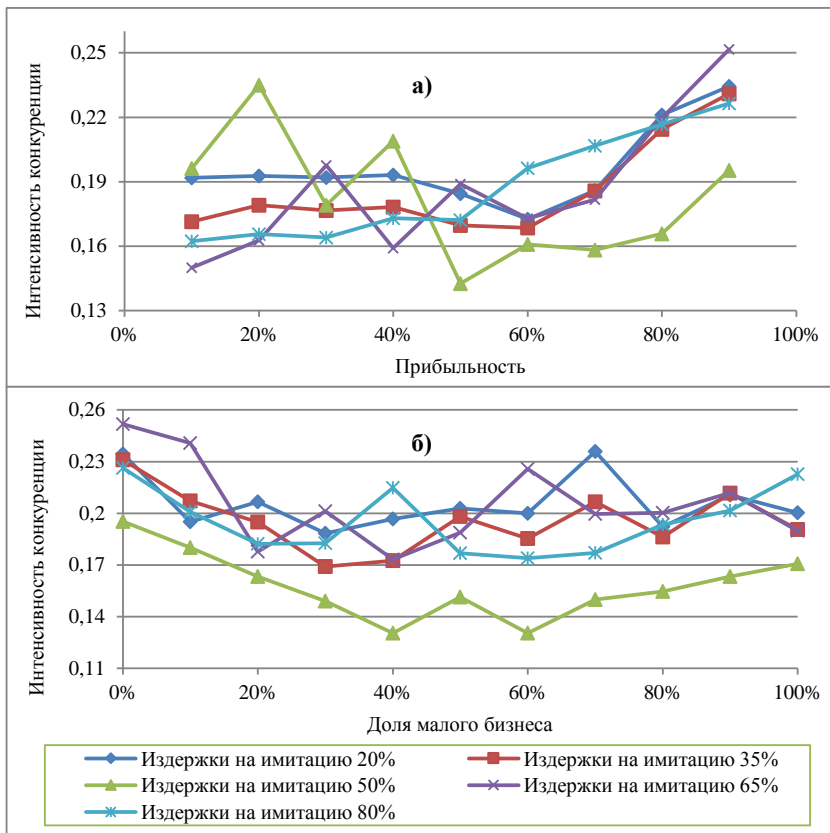 а)
Интенсивность конкуренции
0,25
0,22
0,19
0,16
0,13
0% 20% 40% 60% 80% 100%
Прибыльность
б)
Интенсивность конкуренции
0,26
0,23
0,2
0,17
0,14
0,11
0% 20% 40% 60% 80% 100%
Доля малого бизнеса
Издержки на имитацию 20% Издержки на имитацию 35%
Издержки на имитацию 50% Издержки на имитацию 65%
Издержки на имитацию 80%